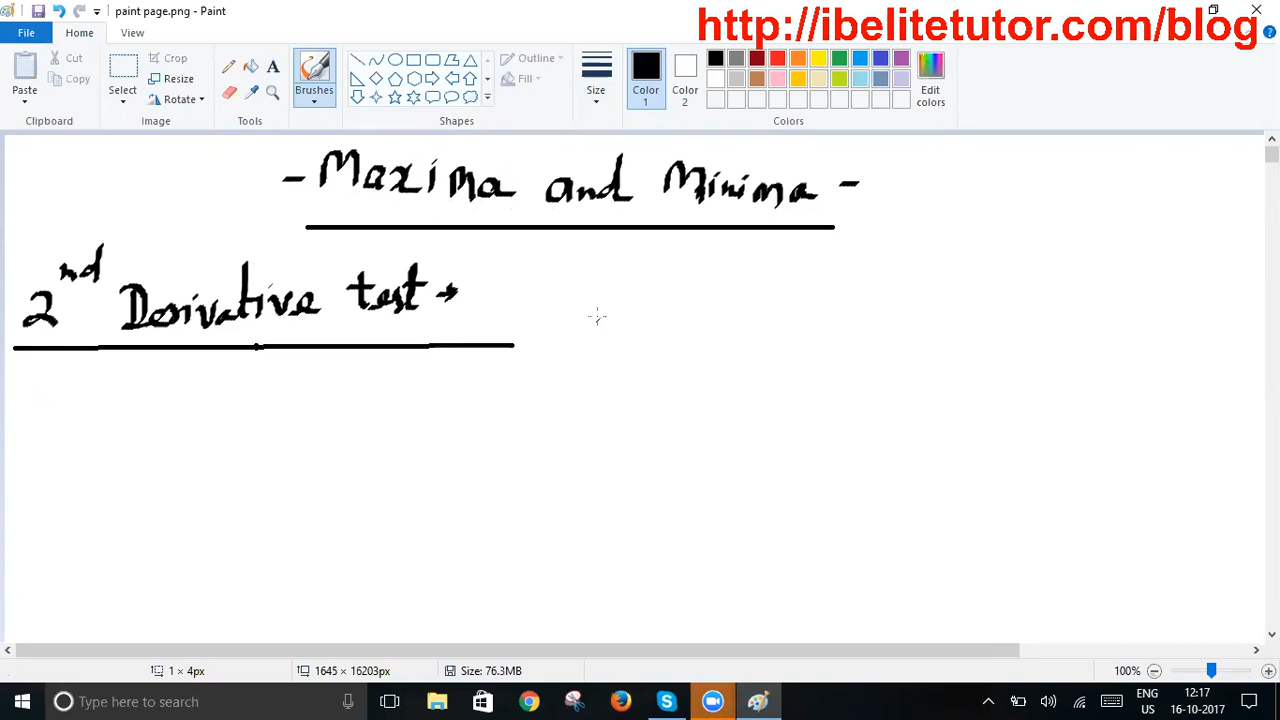 paint page.png - Paint
http://ibelitetutor.com/blog
File Home View
Cut
Copy
Paste
Clipboard
Crop
Resize
Rotate
Select
Image
Tools
Brushes
Outline
Fill
Shapes
Size
Color 1
Color 2
Edit colors
Colors
- Maxima and Minima -
2nd Derivative test →
1 × 4px
1645 × 16203px
Size: 76.3MB
100%
Type here to search
ENG US
12:17
16-10-2017